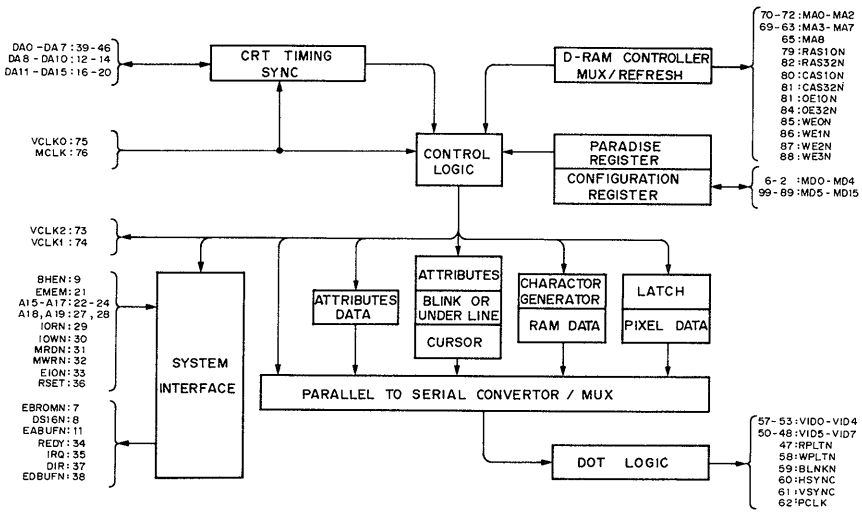 DA0-DA7:39-46
DA8-DA10:12-14
DA11-DA15:16-20
CRT TIMING
SYNC
D-RAM CONTROLLER
MUX/REFRESH
70-72:MA0-MA2
69-63:MA3-MA7
65:MA8
79:RAS10N
82:RAS32N
80:CAS10N
81:CAS32N
81:OE10N
84:OE32N
85:WE0N
86:WE1N
87:WE2N
88:WE3N
VCLK0:75
MCLK:76
CONTROL
LOGIC
PARADISE
REGISTER
CONFIGURATION
REGISTER
6-2 :MD0-MD4
99-89:MD5-MD15
VCLK2:73
VCLK1:74
BHEN:9
EMEM:21
A15-A17:22-24
A18,A19:27,28
IORN:29
IOWN:30
MRDN:31
MWRN:32
EION:33
RSET:36
SYSTEM
INTERFACE
ATTRIBUTES
DATA
ATTRIBUTES
BLINK OR
UNDER LINE
CURSOR
CHARACTOR
GENERATOR
RAM DATA
LATCH
PIXEL DATA
PARALLEL TO SERIAL CONVERTOR / MUX
EBROMN:7
DS16N:8
EABUFN:11
REDY:34
IRQ:35
DIR:37
EDBUFN:38
DOT LOGIC
57-53:VID0-VID4
50-48:VID5-VID7
47:RPLTN
58:WPLTN
59:BLNKN
60:HSYNC
61:VSYNC
62:PCLK